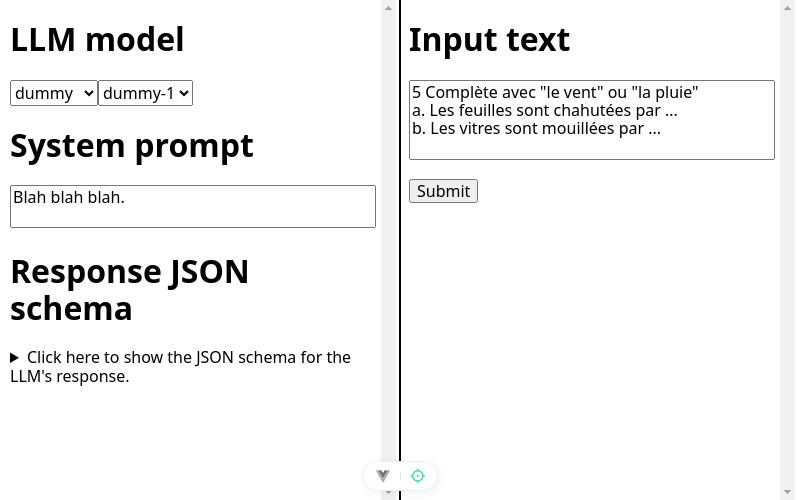 LLM model
dummy dummy-1
System prompt
Blah blah blah.
Response JSON
schema
Click here to show the JSON schema for the
LLM's response.
Input text
5 Complète avec "le vent" ou "la pluie"
a. Les feuilles sont chahutées par ...
b. Les vitres sont mouillées par ...
Submit